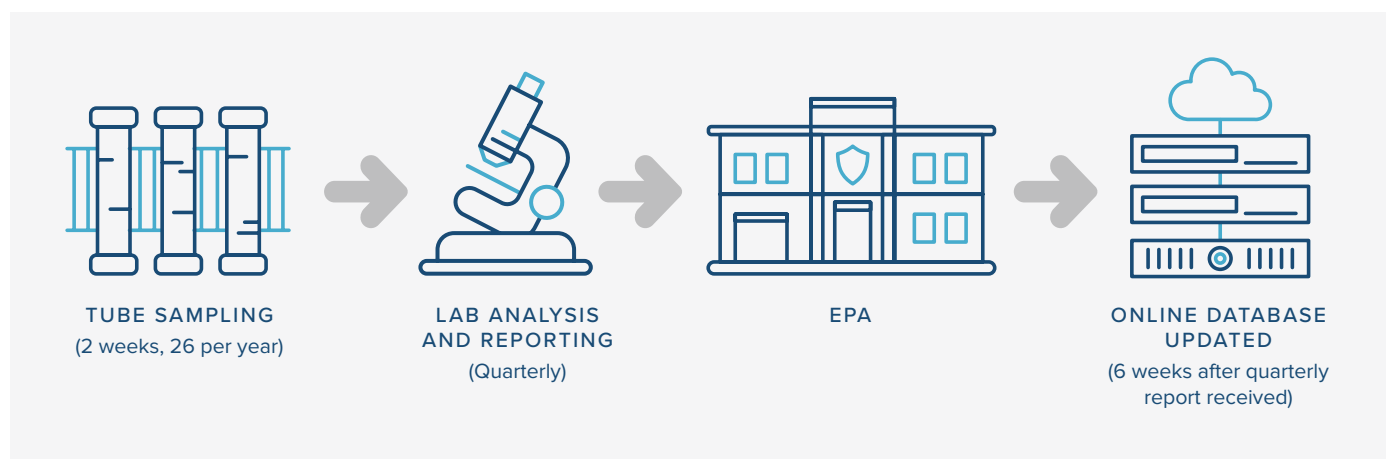 TUBE SAMPLING
(2 weeks, 26 per year)
LAB ANALYSIS
AND REPORTING
(Quarterly)
EPA
ONLINE DATABASE
UPDATED
(6 weeks after quarterly
report received)